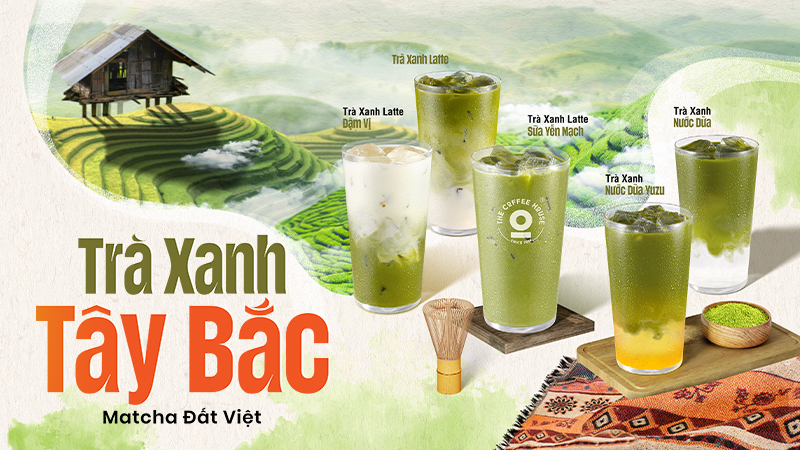 Trà Xanh
Tây Bắc
Matcha Đất Việt
Trà Xanh Latte
Trà Xanh Latte
Đậm Vị
Trà Xanh Latte
Sữa Yến Mạch
Trà Xanh
Nước Dừa
Trà Xanh
Nước Dừa Yuzu
THE COFFEE HOUSE